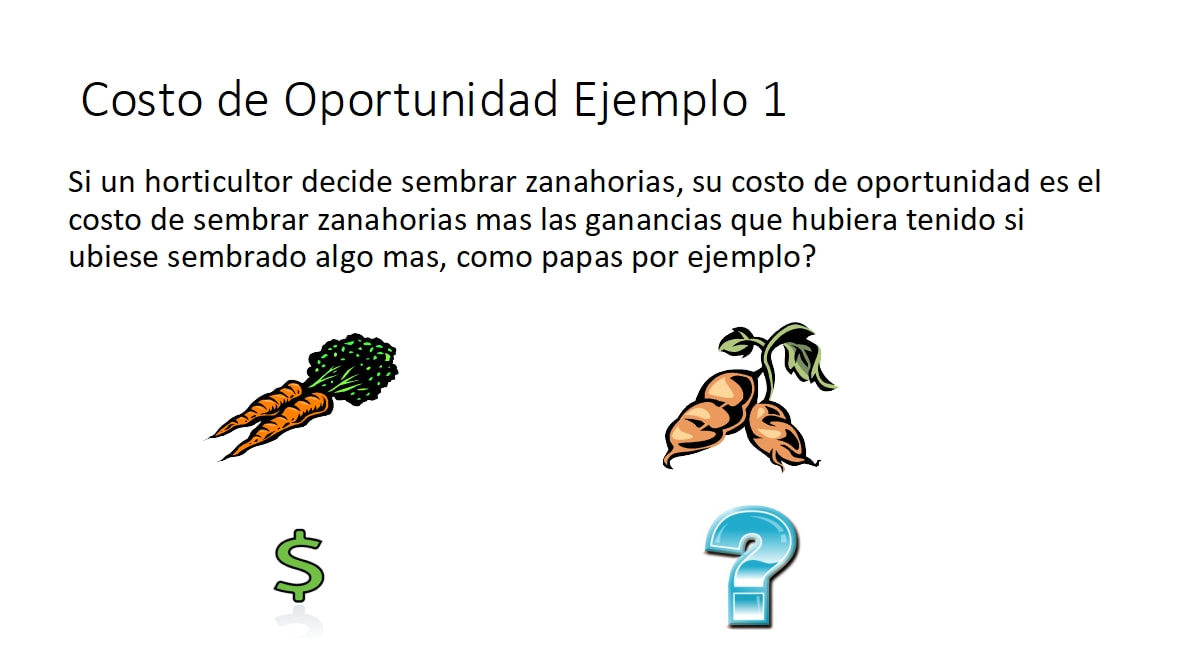 Costo de Oportunidad Ejemplo 1
Si un horticultor decide sembrar zanahorias, su costo de oportunidad es el
costo de sembrar zanahorias mas las ganancias que hubiera tenido si
ubiese sembrado algo mas, como papas por ejemplo?
$
?